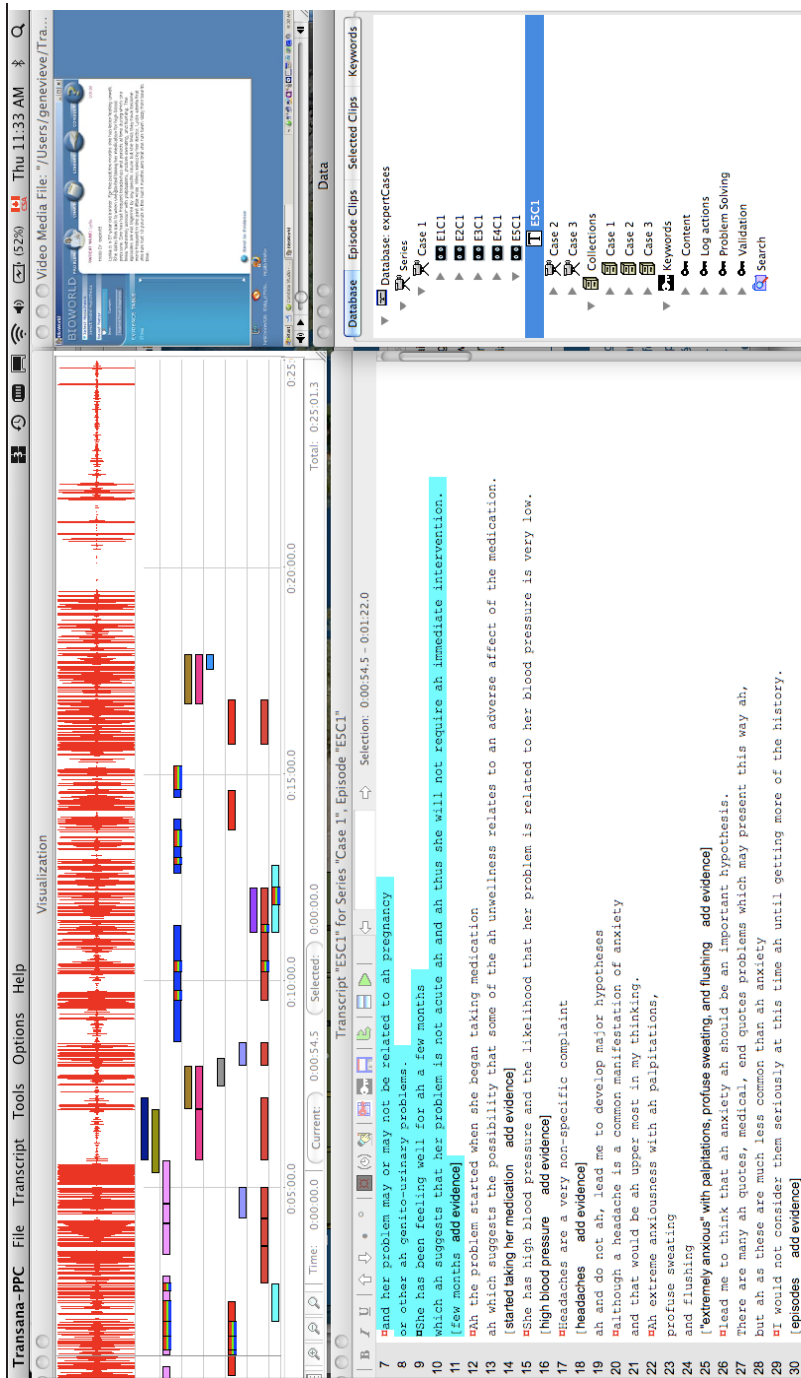 Transana-PPC File Transcript Tools Options Help
3 (52%) CSA Thu 11:33 AM
Visualization
0:05:00.0 0:10:00.0 0:15:00.0 0:20:00.0 0:25:
Time: 0:00:00.0 Current: 0:00:54.5 Selected: 0:00:00.0 Total: 0:25:01.3
Video Media File: "/Users/genevieve/Tra...
BIOWORLD
Transcript "E5C1" for Series "Case 1", Episode "E5C1"
B I U Selection: 0:00:54.5 – 0:01:22.0
7 ¤and her problem may or may not be related to ah pregnancy
8 or other ah genito-urinary problems.
9 ¤She has been feeling well for ah a few months
10 which ah suggests that her problem is not acute ah and ah thus she will not require ah immediate intervention.
11 [few months add evidence]
12 ¤Ah the problem started when she began taking medication
13 ah which suggests the possibility that some of the ah unwellness relates to an adverse affect of the medication.
14 [started taking her medication add evidence]
15 ¤She has high blood pressure and the likelihood that her problem is related to her blood pressure is very low.
16 [high blood pressure add evidence]
17 ¤Headaches are a very non-specific complaint
18 [headaches add evidence]
19 ah and do not ah, lead me to develop major hypotheses
20 ¤although a headache is a common manifestation of anxiety
21 and that would be ah upper most in my thinking.
22 ¤Ah extreme anxiousness with ah palpitations,
23 profuse sweating
24 and flushing
25 ["extremely anxious" with palpitations, profuse sweating, and flushing add evidence]
26 ¤lead me to think that ah anxiety ah should be an important hypothesis.
27 There are many ah quotes, medical, end quotes problems which may present this way ah,
28 but ah as these are much less common than ah anxiety
29 ¤I would not consider them seriously at this time ah until getting more of the history.
30 [episodes add evidence]
Data
Database Episode Clips Selected Clips Keywords
Database: expertCases
Series
Case 1
E1C1
E2C1
E3C1
E4C1
E5C1
E5C1
Case 2
Case 3
Collections
Case 1
Case 2
Case 3
Keywords
Content
Log actions
Problem Solving
Validation
Search